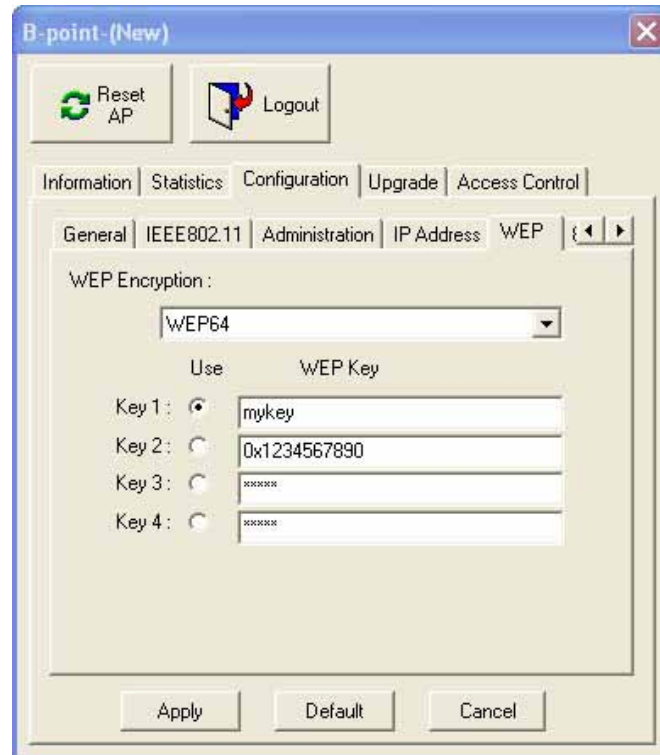 B-point-(New)
Reset
AP
Logout
Information Statistics Configuration Upgrade Access Control
General IEEE802.11 Administration IP Address WEP
WEP Encryption :
WEP64
Use WEP Key
Key 1 : mykey
Key 2 : 0x1234567890
Key 3 : *****
Key 4 : *****
Apply Default Cancel